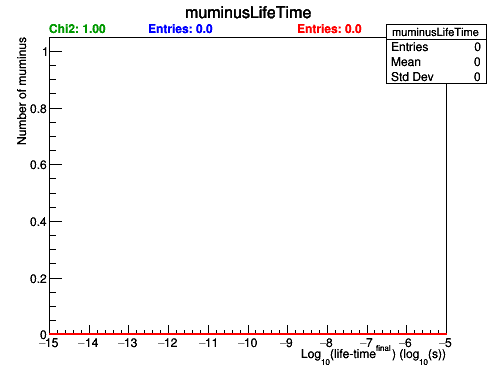 muminusLifeTime
Chi2: 1.00 Entries: 0.0 Entries: 0.0
muminusLifeTime
Entries 0
Mean 0
Std Dev 0
Number of muminus
1
0.8
0.6
0.4
0.2
0
−15 −14 −13 −12 −11 −10 −9 −8 −7 −6 −5
Log10(life-time^final) (log10(s))